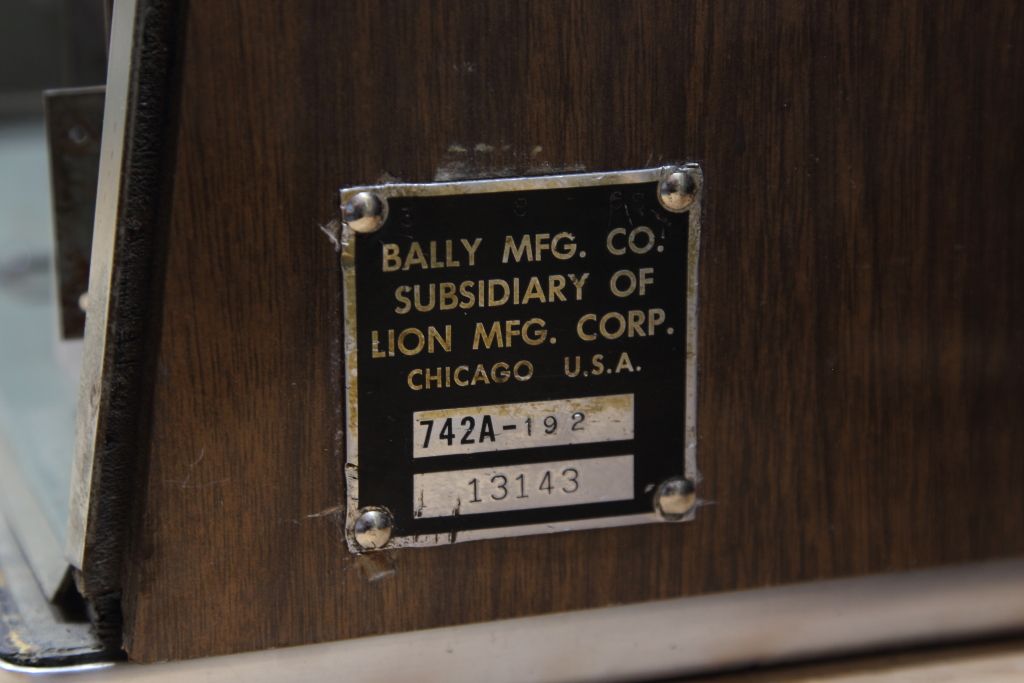 BALLY MFG. CO.
SUBSIDIARY OF
LION MFG. CORP.
CHICAGO U.S.A.
742A-192
13143